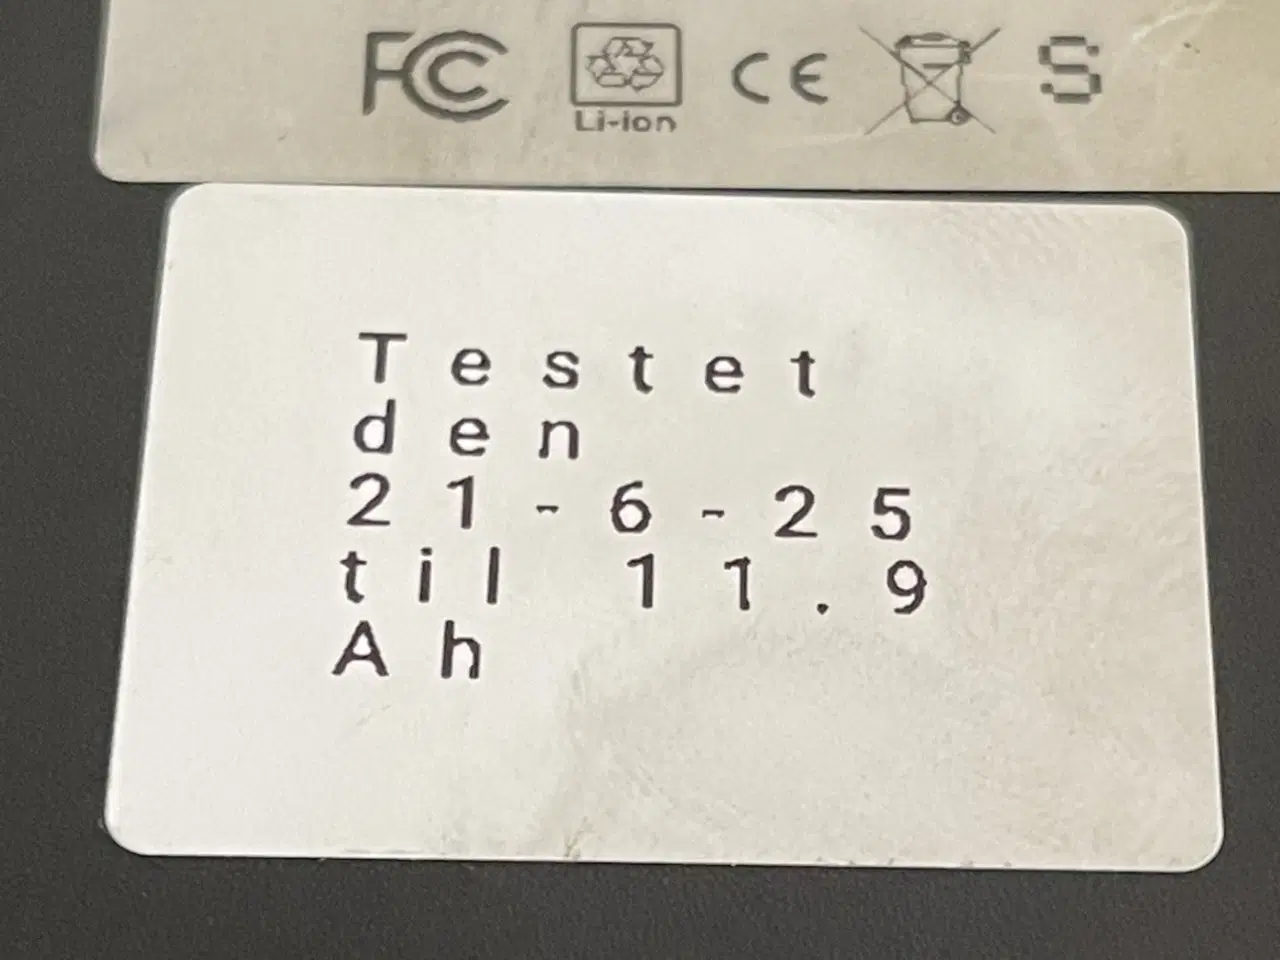 FC CE S
Li-ion
Testet
den
21-6-25
til 11.9
Ah